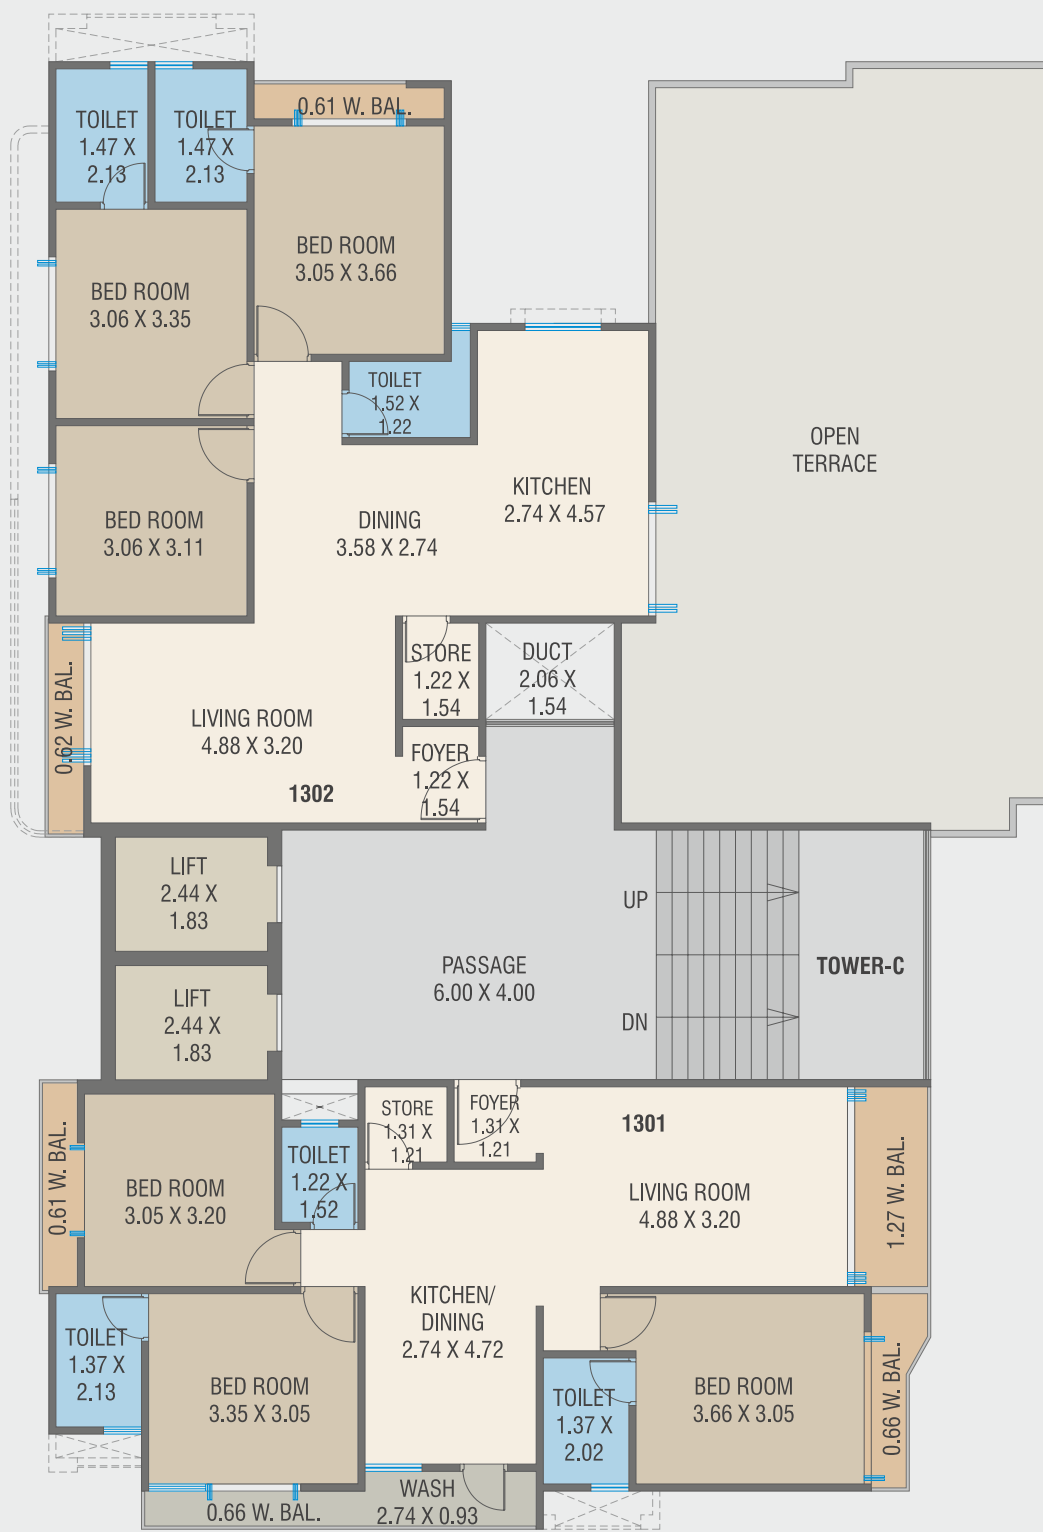 0.61 W. BAL.
TOILET
1.47 X
2.13
TOILET
1.47 X
2.13
BED ROOM
3.05 X 3.66
BED ROOM
3.06 X 3.35
TOILET
1.52 X
1.22
OPEN
TERRACE
KITCHEN
2.74 X 4.57
BED ROOM
3.06 X 3.11
DINING
3.58 X 2.74
STORE
1.22 X
1.54
DUCT
2.06 X
1.54
0.62 W. BAL.
LIVING ROOM
4.88 X 3.20
1302
FOYER
1.22 X
1.54
LIFT
2.44 X
1.83
UP
PASSAGE
6.00 X 4.00
TOWER-C
LIFT
2.44 X
1.83
DN
STORE
1.31 X
1.21
FOYER
1.31 X
1.21
1301
0.61 W. BAL.
BED ROOM
3.05 X 3.20
TOILET
1.22 X
1.52
LIVING ROOM
4.88 X 3.20
1.27 W. BAL.
KITCHEN/
DINING
2.74 X 4.72
TOILET
1.37 X
2.13
BED ROOM
3.35 X 3.05
TOILET
1.37 X
2.02
BED ROOM
3.66 X 3.05
0.66 W. BAL.
0.66 W. BAL.
WASH
2.74 X 0.93